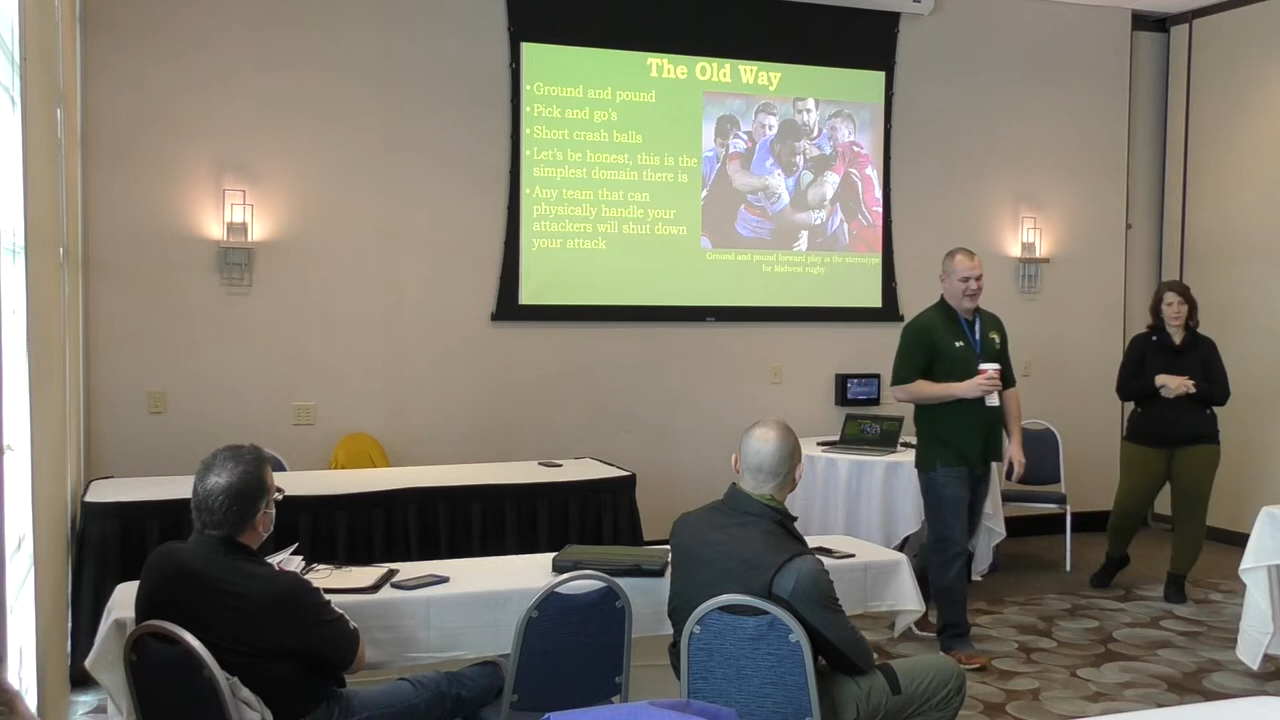 The Old Way
• Ground and pound
• Pick and go's
• Short crash balls
• Let's be honest, this is the
simplest domain there is
• Any team that can
physically handle your
attackers will shut down
your attack
Ground and pound forward play is the stereotype
for Midwest rugby.